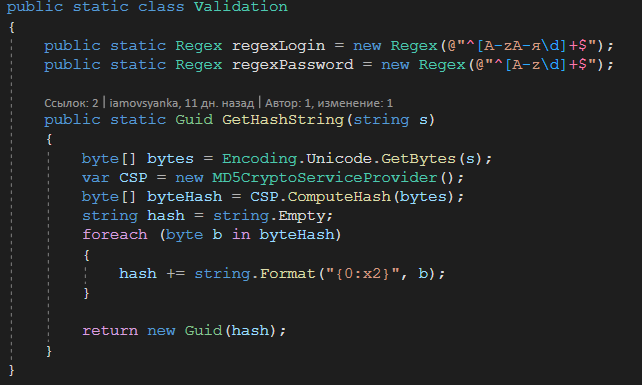 public static class Validation
{
public static Regex regexLogin = new Regex(@"^[A-zА-я\d]+$");
public static Regex regexPassword = new Regex(@"^[A-z\d]+$");
Ссылок: 2 | iamovsyanka, 11 дн. назад | Автор: 1, изменение: 1
public static Guid GetHashString(string s)
{
byte[] bytes = Encoding.Unicode.GetBytes(s);
var CSP = new MD5CryptoServiceProvider();
byte[] byteHash = CSP.ComputeHash(bytes);
string hash = string.Empty;
foreach (byte b in byteHash)
{
hash += string.Format("{0:x2}", b);
}
return new Guid(hash);
}
}